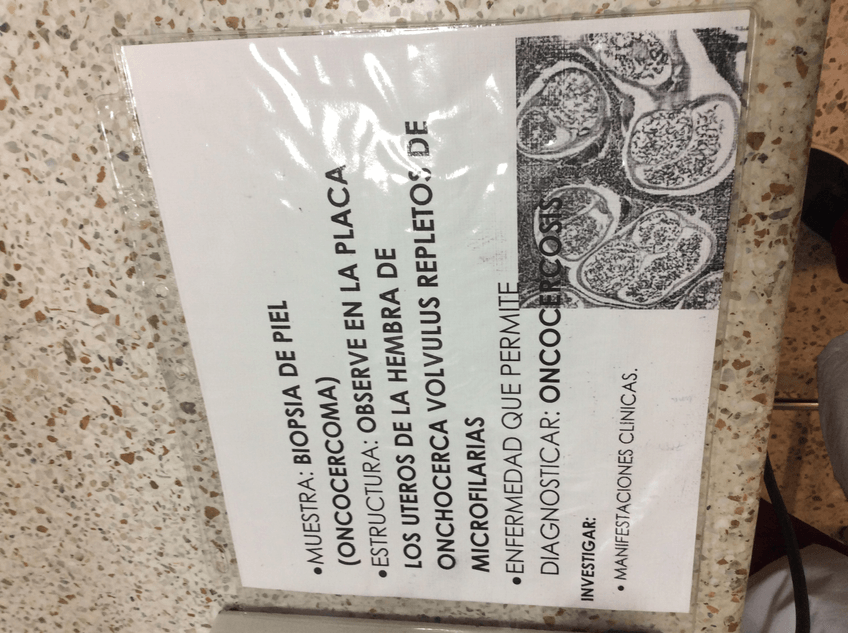 •MUESTRA: BIOPSIA DE PIEL
(ONCOCERCOMA)
•ESTRUCTURA: OBSERVE EN LA PLACA
LOS UTEROS DE LA HEMBRA DE
ONCHOCERCA VOLVULUS REPLETOS DE
MICROFILARIAS
•ENFERMEDAD QUE PERMITE
DIAGNOSTICAR: ONCOCERCOSIS
INVESTIGAR:
• MANIFESTACIONES CLÍNICAS.